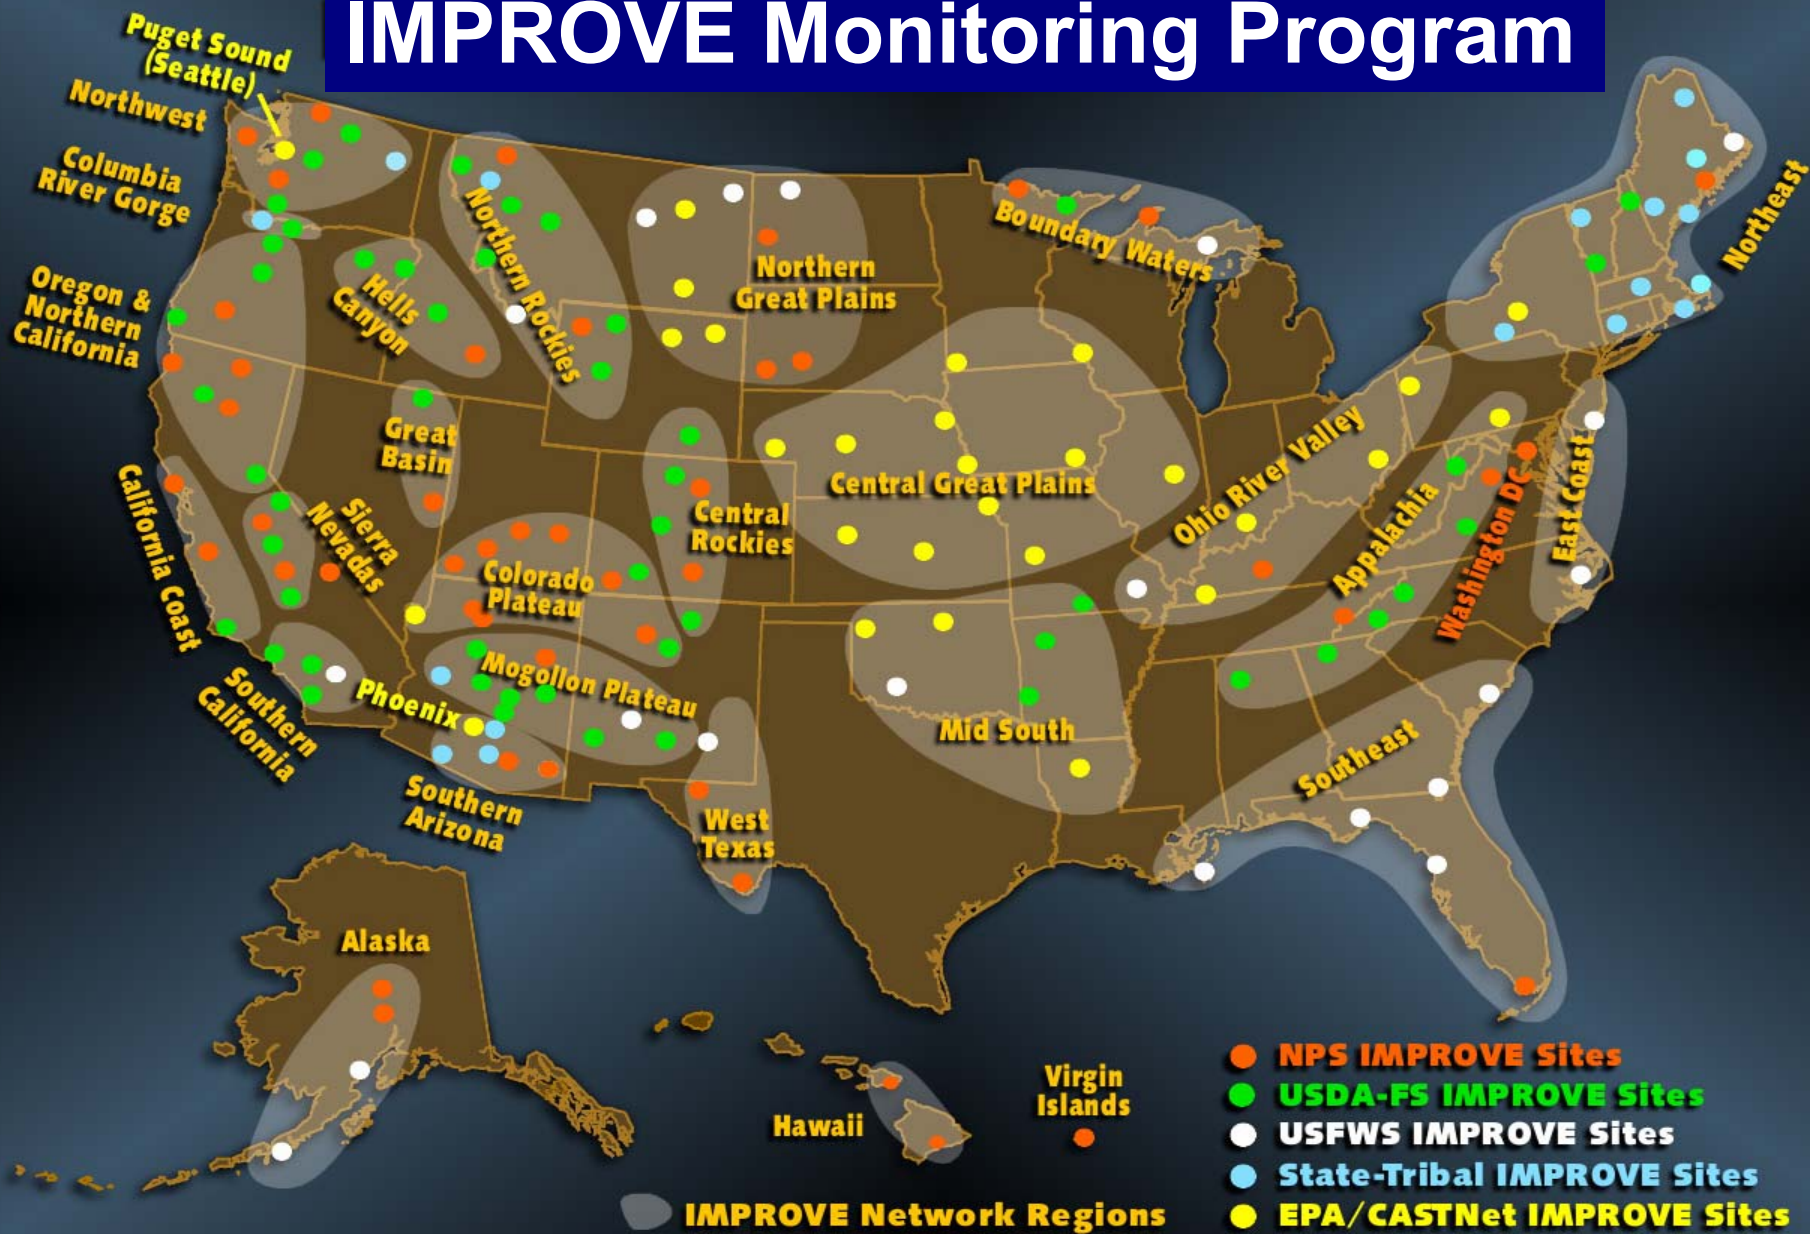 IMPROVE Monitoring Program
Puget Sound
(Seattle)
Northwest
Columbia
River Gorge
Oregon &
Northern
California
Northern Rockies
Hells
Canyon
Northern
Great Plains
Boundary Waters
Northeast
Great
Basin
Central Great Plains
Ohio River Valley
Appalachia
Washington DC
East Coast
California Coast
Sierra
Nevadas
Central
Rockies
Colorado
Plateau
Mogollon Plateau
Phoenix
Southern
California
Southern
Arizona
West
Texas
Mid South
Southeast
Alaska
Hawaii
Virgin
Islands
NPS IMPROVE Sites
USDA-FS IMPROVE Sites
USFWS IMPROVE Sites
State-Tribal IMPROVE Sites
EPA/CASTNet IMPROVE Sites
IMPROVE Network Regions